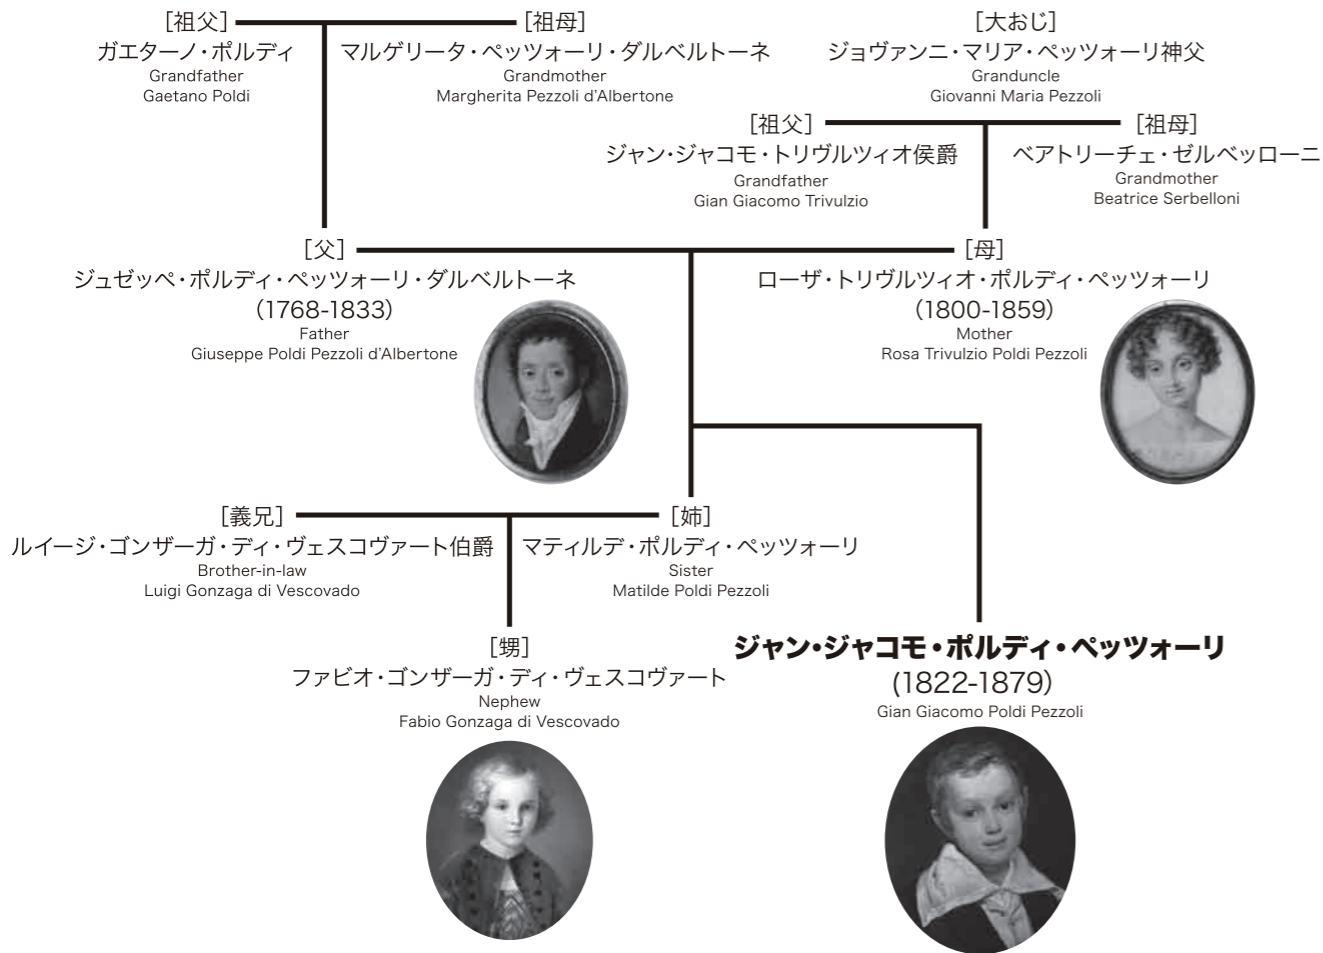 [祖父]
ガエターノ・ポルディ
Grandfather
Gaetano Poldi
[祖母]
マルゲリータ・ペッツォーリ・ダルベルトーネ
Grandmother
Margherita Pezzoli d'Albertone
[大おじ]
ジョヴァンニ・マリア・ペッツォーリ神父
Granduncle
Giovanni Maria Pezzoli
[祖父]
ジャン・ジャコモ・トリヴルツィオ侯爵
Grandfather
Gian Giacomo Trivulzio
[祖母]
ベアトリーチェ・ゼルベッローニ
Grandmother
Beatrice Serbelloni
[父]
ジュゼッペ・ポルディ・ペッツォーリ・ダルベルトーネ
(1768-1833)
Father
Giuseppe Poldi Pezzoli d'Albertone
[母]
ローザ・トリヴルツィオ・ポルディ・ペッツォーリ
(1800-1859)
Mother
Rosa Trivulzio Poldi Pezzoli
[義兄]
ルイージ・ゴンザーガ・ディ・ヴェスコヴァート伯爵
Brother-in-law
Luigi Gonzaga di Vescovado
[姉]
マティルデ・ポルディ・ペッツォーリ
Sister
Matilde Poldi Pezzoli
[甥]
ファビオ・ゴンザーガ・ディ・ヴェスコヴァート
Nephew
Fabio Gonzaga di Vescovado
ジャン・ジャコモ・ポルディ・ペッツォーリ
(1822-1879)
Gian Giacomo Poldi Pezzoli